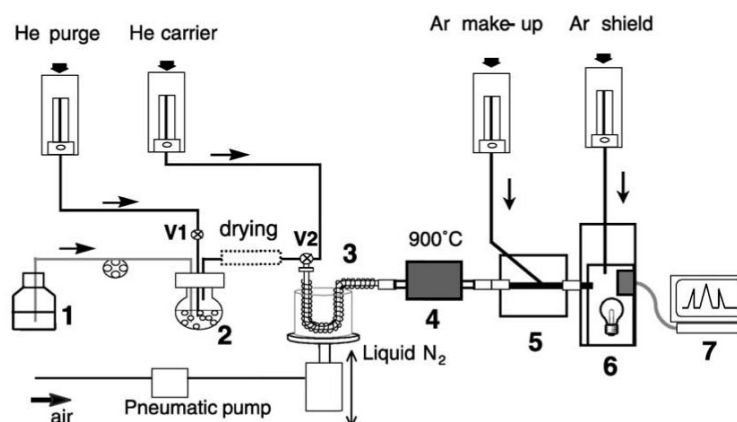 He purge
He carrier
Ar make-up
Ar shield
V1
drying
V2
3
900°C
1
2
4
5
6
7
Liquid N₂
Pneumatic pump
air